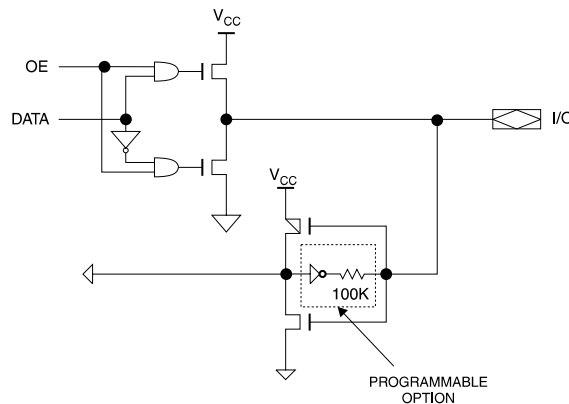 VCC
OE
DATA
I/O
VCC
100K
PROGRAMMABLE
OPTION